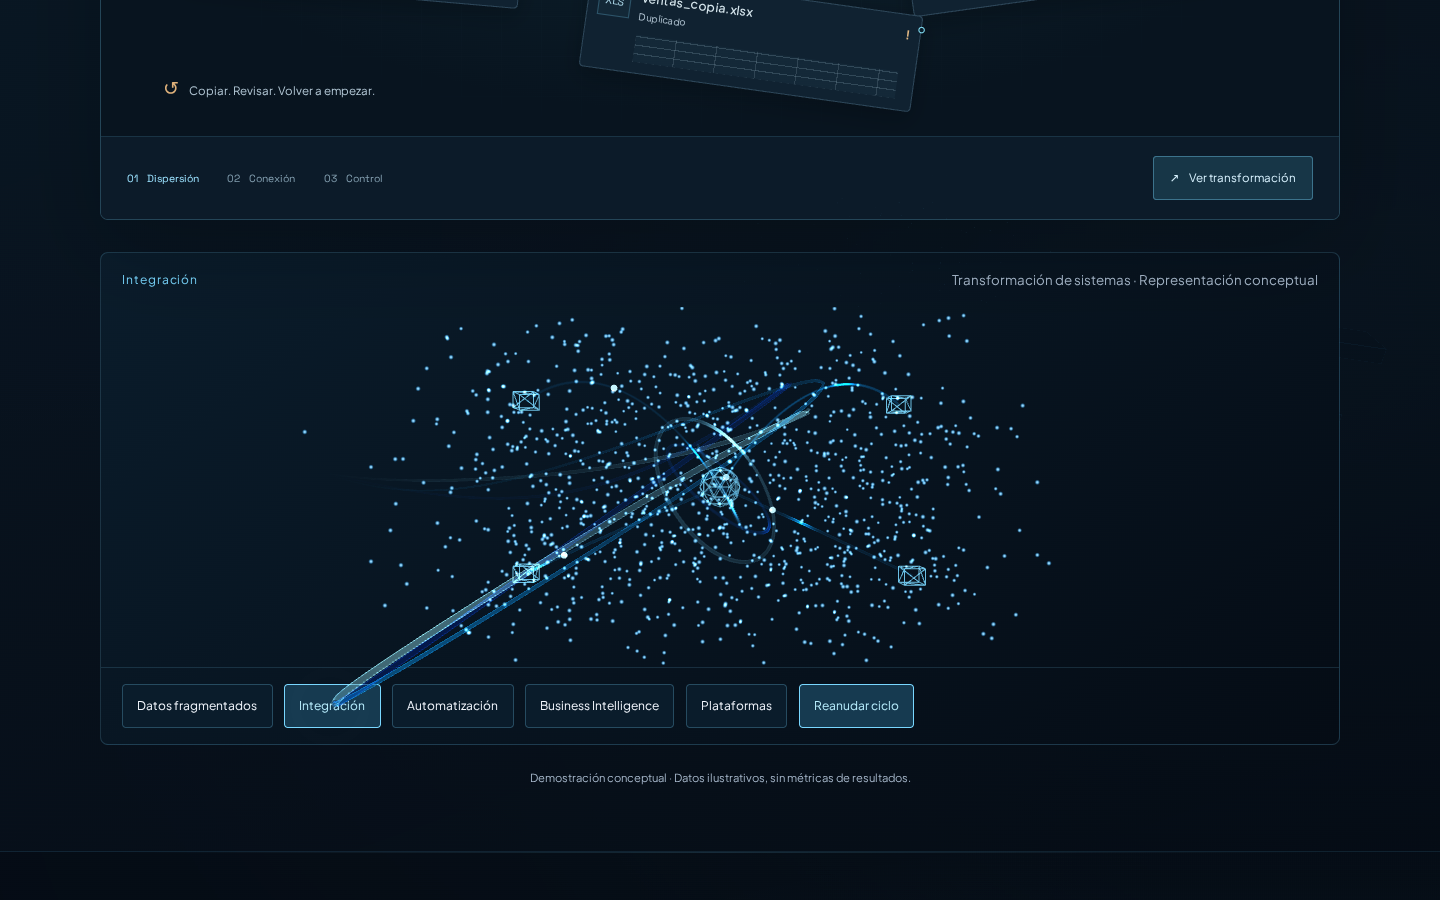 XLS
ventas_copia.xlsx
Duplicado
!
↺ Copiar. Revisar. Volver a empezar.
01 Dispersión 02 Conexión 03 Control
↗ Ver transformación
Integración
Transformación de sistemas · Representación conceptual
Datos fragmentados
Integración
Automatización
Business Intelligence
Plataformas
Reanudar ciclo
Demostración conceptual · Datos ilustrativos, sin métricas de resultados.